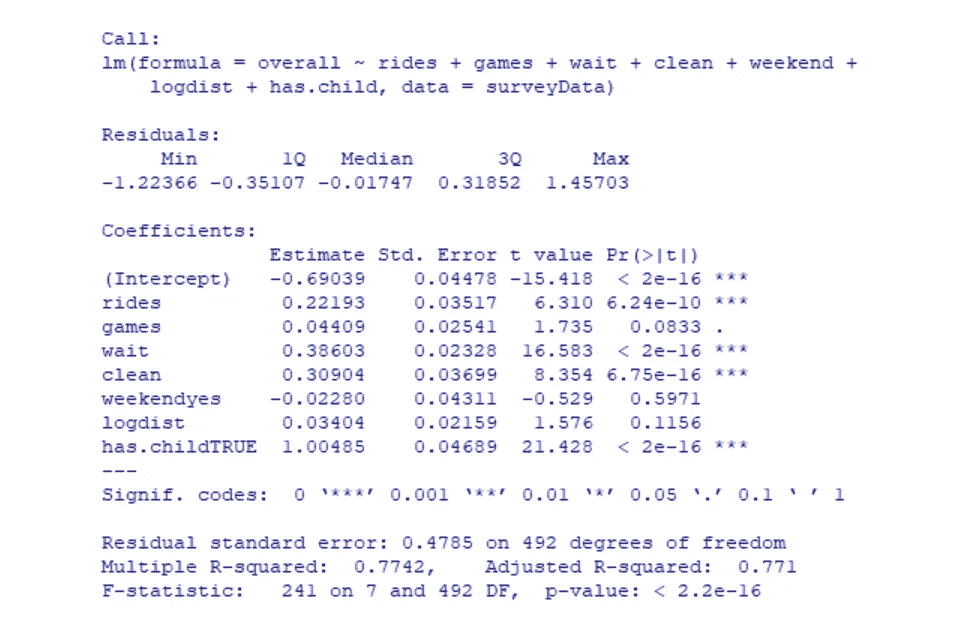 Call:
lm(formula = overall ~ rides + games + wait + clean + weekend +
logdist + has.child, data = surveyData)
Residuals:
Min 1Q Median 3Q Max
-1.22366 -0.35107 -0.01747 0.31852 1.45703
Coefficients:
Estimate Std. Error t value Pr(>|t|)
(Intercept) -0.69039 0.04478 -15.418 < 2e-16 ***
rides 0.22193 0.03517 6.310 6.24e-10 ***
games 0.04409 0.02541 1.735 0.0833 .
wait 0.38603 0.02328 16.583 < 2e-16 ***
clean 0.30904 0.03699 8.354 6.75e-16 ***
weekendyes -0.02280 0.04311 -0.529 0.5971
logdist 0.03404 0.02159 1.576 0.1156
has.childTRUE 1.00485 0.04689 21.428 < 2e-16 ***
---
Signif. codes: 0 ‘***’ 0.001 ‘**’ 0.01 ‘*’ 0.05 ‘.’ 0.1 ‘ ’ 1
Residual standard error: 0.4785 on 492 degrees of freedom
Multiple R-squared: 0.7742, Adjusted R-squared: 0.771
F-statistic: 241 on 7 and 492 DF, p-value: < 2.2e-16